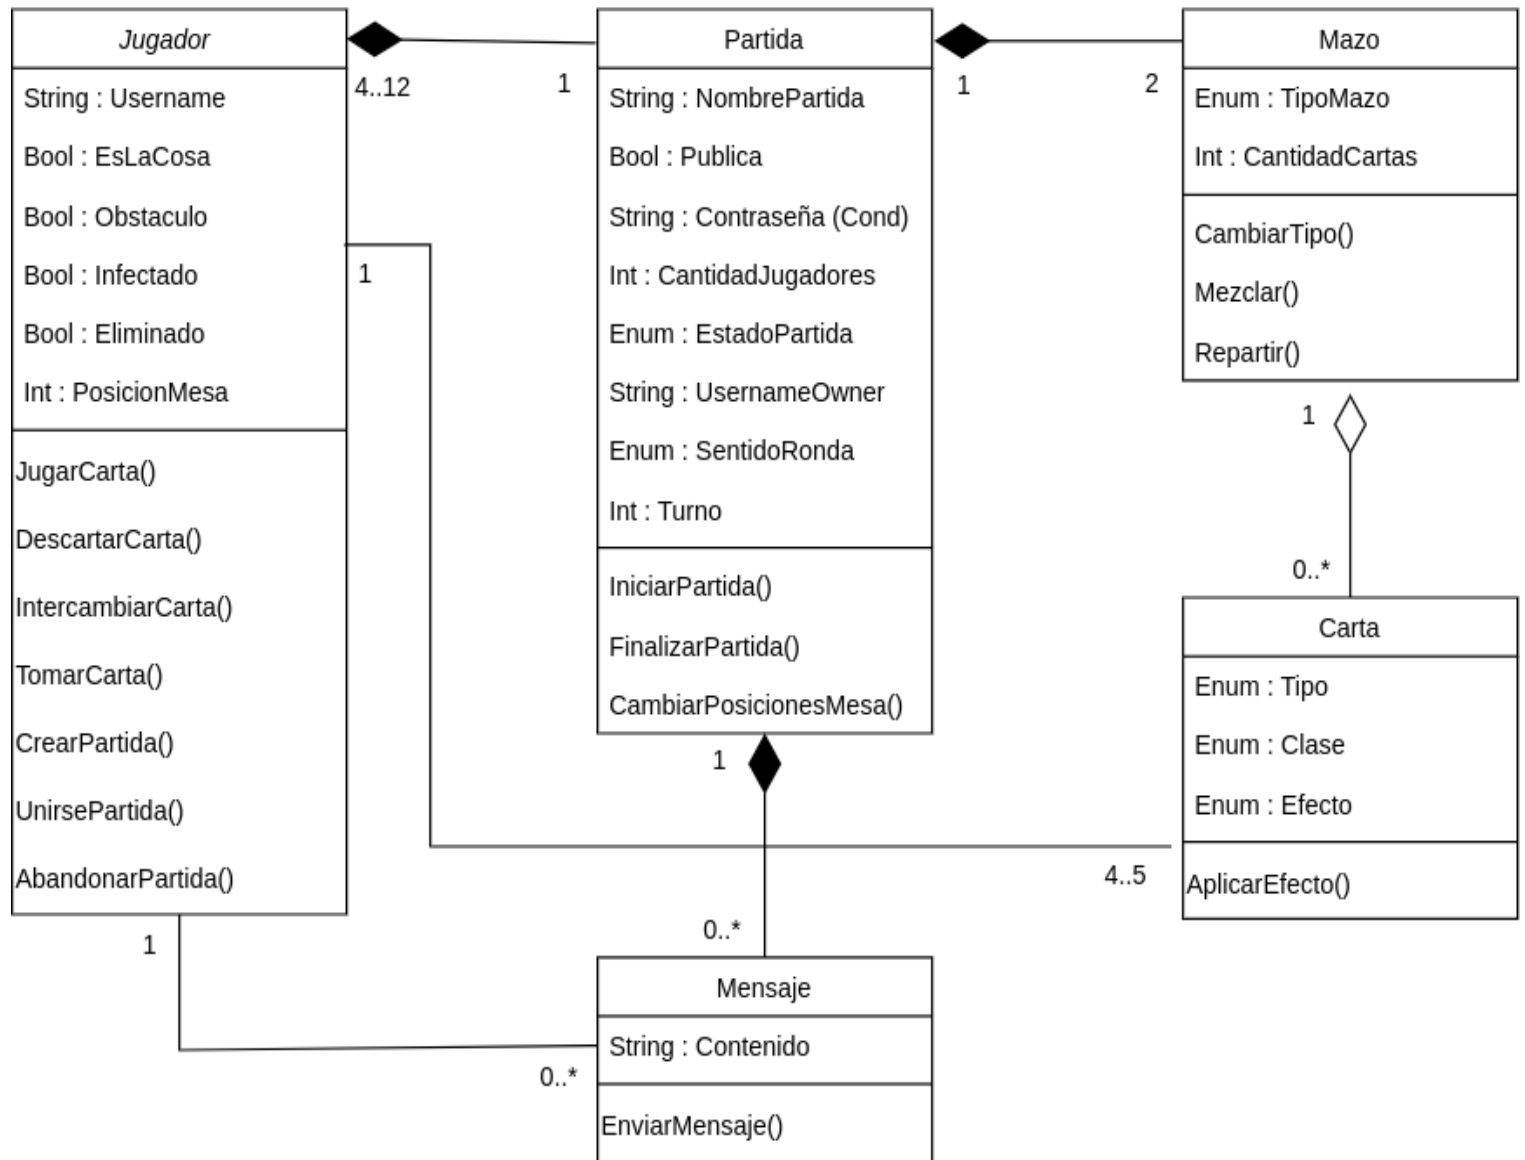 Jugador
String : Username
Bool : EsLaCosa
Bool : Obstaculo
Bool : Infectado
Bool : Eliminado
Int : PosicionMesa
JugarCarta()
DescartarCarta()
IntercambiarCarta()
TomarCarta()
CrearPartida()
UnirsePartida()
AbandonarPartida()
4..12
1
1
1
Partida
String : NombrePartida
Bool : Publica
String : Contraseña (Cond)
Int : CantidadJugadores
Enum : EstadoPartida
String : UsernameOwner
Enum : SentidoRonda
Int : Turno
IniciarPartida()
FinalizarPartida()
CambiarPosicionesMesa()
1
2
1
0..*
Mazo
Enum : TipoMazo
Int : CantidadCartas
CambiarTipo()
Mezclar()
Repartir()
1
0..*
Carta
Enum : Tipo
Enum : Clase
Enum : Efecto
AplicarEfecto()
4..5
Mensaje
String : Contenido
EnviarMensaje()
0..*